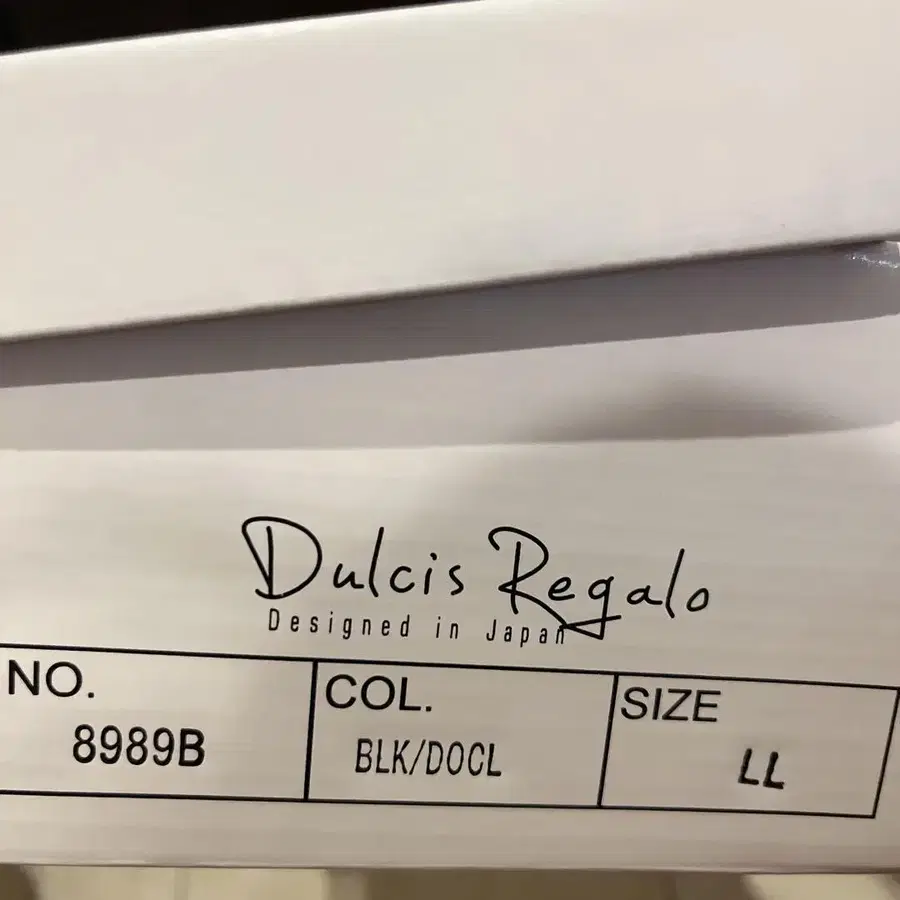 Dulcis Regalo
Designed in Japan
NO. COL. SIZE
8989B BLK/DOCL LL